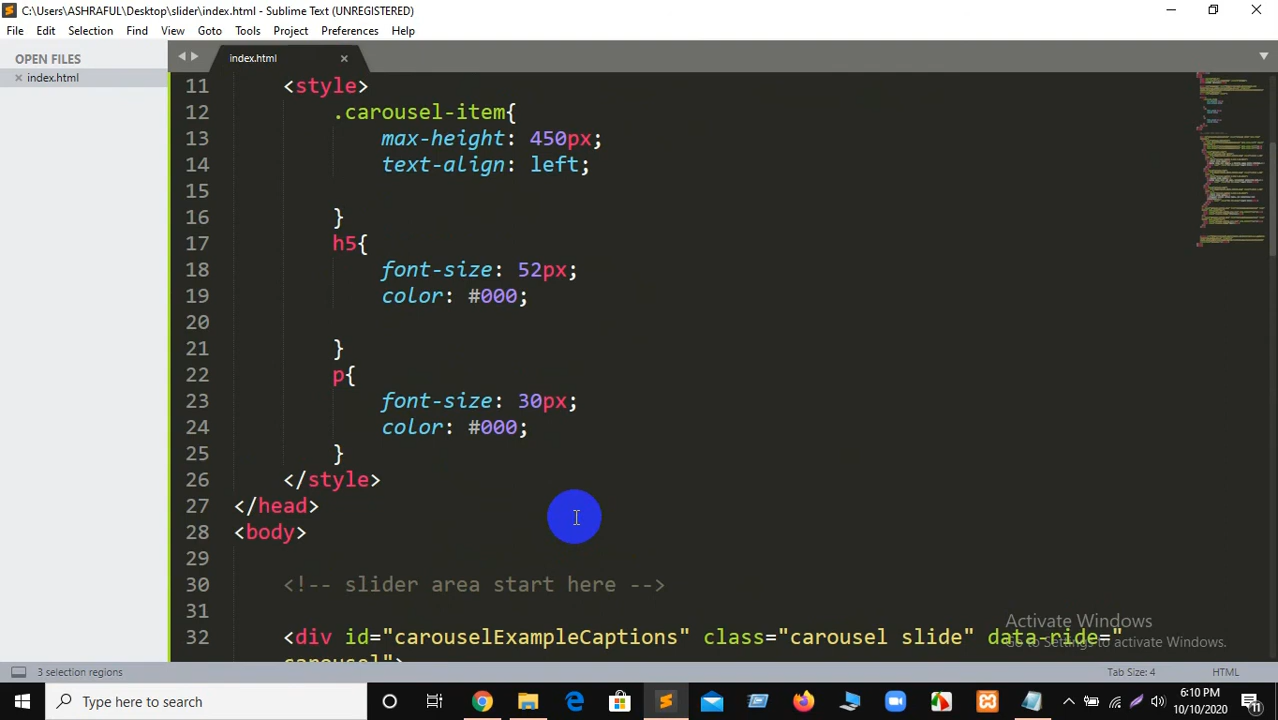 C:\Users\ASHRAFUL\Desktop\slider\index.html - Sublime Text (UNREGISTERED)
File Edit Selection Find View Goto Tools Project Preferences Help
OPEN FILES
index.html
index.html
11 <style>
12 .carousel-item{
13 max-height: 450px;
14 text-align: left;
15
16 }
17 h5{
18 font-size: 52px;
19 color: #000;
20
21 }
22 p{
23 font-size: 30px;
24 color: #000;
25 }
26 </style>
27 </head>
28 <body>
29
30 <!-- slider area start here -->
31
32 <div id="carouselExampleCaptions" class="carousel slide" data-ride="
carousel">
Activate Windows
Go to Settings to activate Windows.
3 selection regions
Tab Size: 4
HTML
Type here to search
6:10 PM
10/10/2020
11